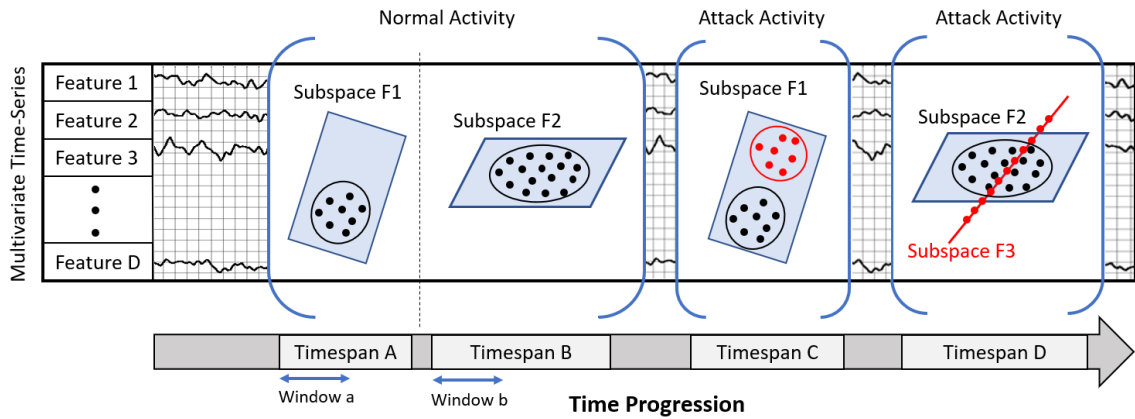 Normal Activity
Attack Activity
Attack Activity
Multivariate Time-Series
Feature 1
Feature 2
Feature 3
Feature D
Subspace F1
Subspace F2
Subspace F1
Subspace F2
Subspace F3
Timespan A
Timespan B
Timespan C
Timespan D
Window a
Window b
Time Progression